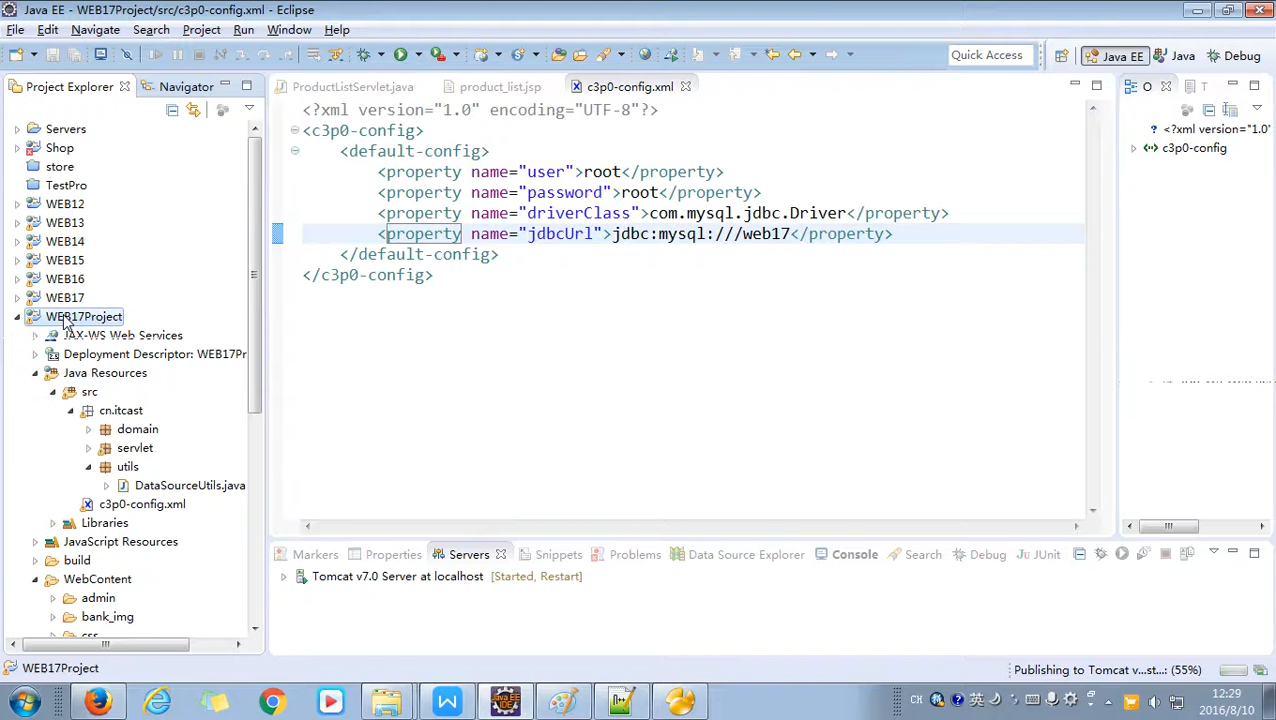 Java EE - WEB17Project/src/c3p0-config.xml - Eclipse
File Edit Navigate Search Project Run Window Help
Quick Access Java EE Java Debug
Project Explorer Navigator
Servers
Shop
store
TestPro
WEB12
WEB13
WEB14
WEB15
WEB16
WEB17
WEB17Project
JAX-WS Web Services
Deployment Descriptor: WEB17Pr
Java Resources
src
cn.itcast
domain
servlet
utils
DataSourceUtils.java
c3p0-config.xml
Libraries
JavaScript Resources
build
WebContent
admin
bank_img
css
ProductListServlet.java product_list.jsp c3p0-config.xml
<?xml version="1.0" encoding="UTF-8"?>
<c3p0-config>
<default-config>
<property name="user">root</property>
<property name="password">root</property>
<property name="driverClass">com.mysql.jdbc.Driver</property>
<property name="jdbcUrl">jdbc:mysql:///web17</property>
</default-config>
</c3p0-config>
O T
<?xml version="1.0"
c3p0-config
Markers Properties Servers Snippets Problems Data Source Explorer Console Search Debug JUnit
Tomcat v7.0 Server at localhost [Started, Restart]
WEB17Project
Publishing to Tomcat v...st...: (55%)
CH 英
12:29
2016/8/10